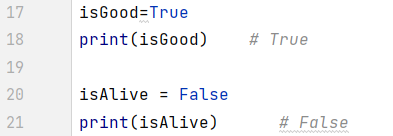 17 isGood=True
18 print(isGood)    # True
19
20 isAlive = False
21 print(isAlive)      # False